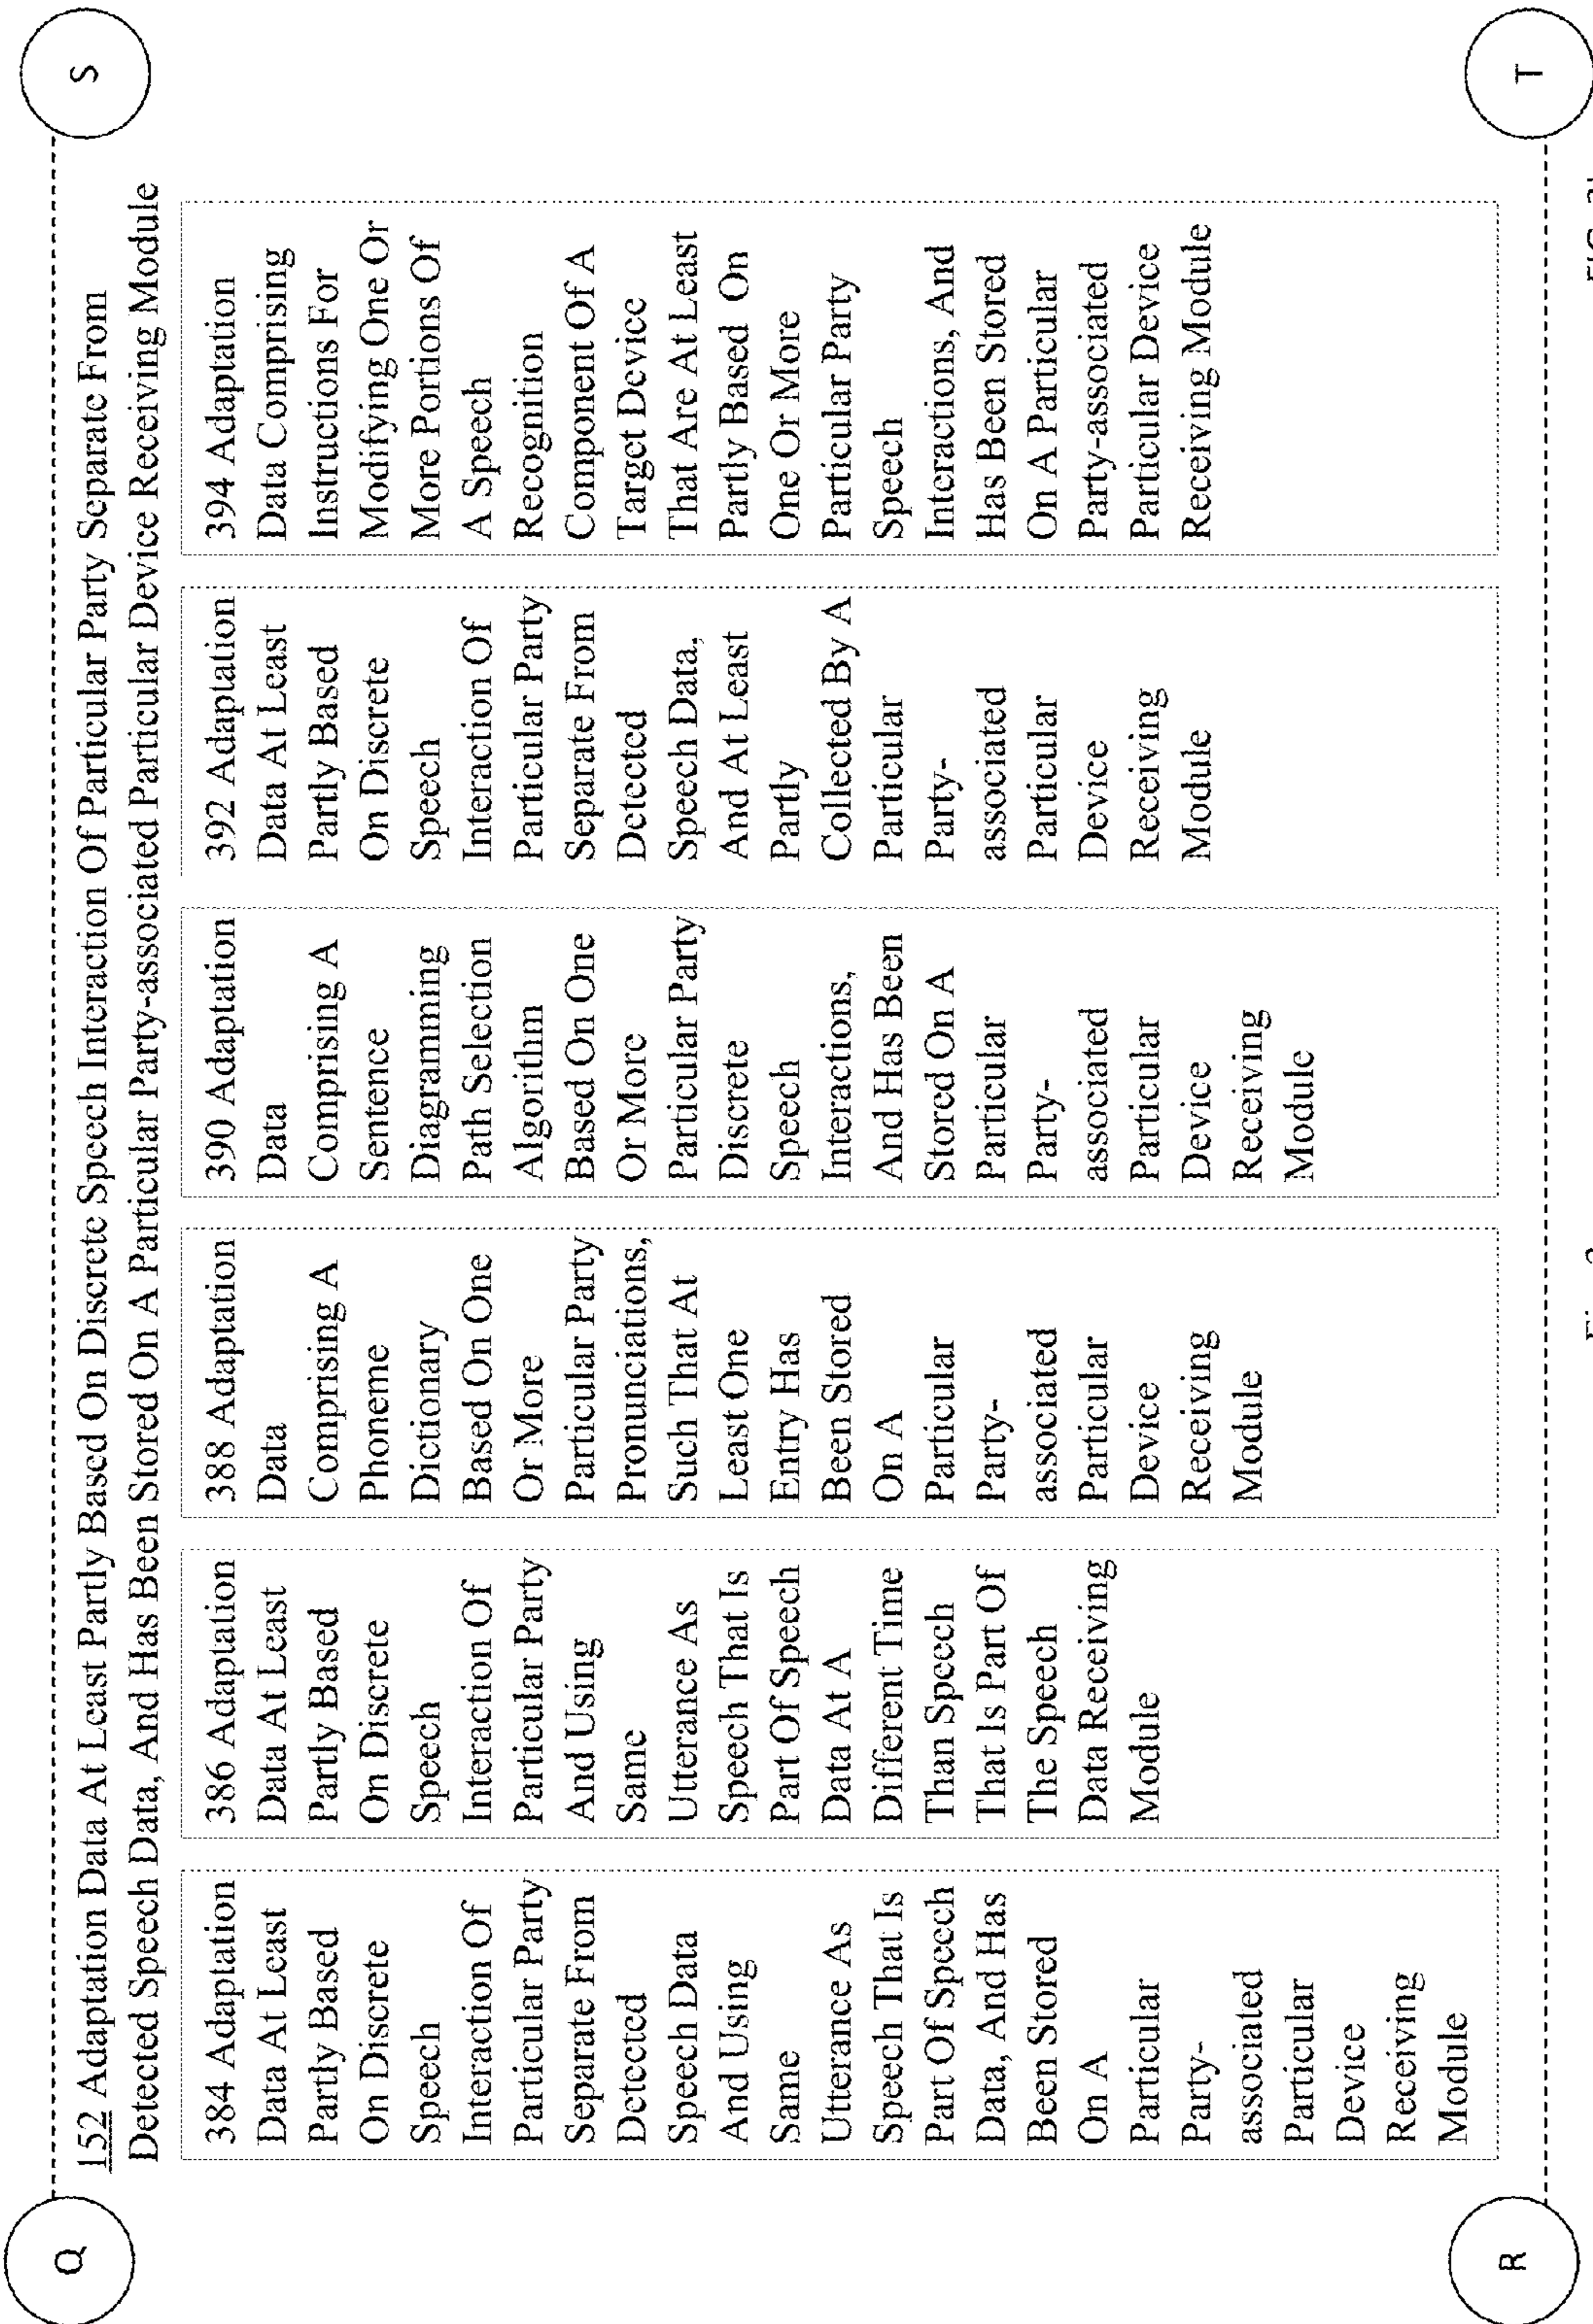 Q
S
152 Adaptation Data At Least Partly Based On Discrete Speech Interaction Of Particular Party Separate From
Detected Speech Data, And Has Been Stored On A Particular Party-associated Particular Device Receiving Module
384 Adaptation
Data At Least
Partly Based
On Discrete
Speech
Interaction Of
Particular Party
Separate From
Detected
Speech Data
And Using
Same
Utterance As
Speech That Is
Part Of Speech
Data, And Has
Been Stored
On A
Particular
Party-
associated
Particular
Device
Receiving
Module
386 Adaptation
Data At Least
Partly Based
On Discrete
Speech
Interaction Of
Particular Party
And Using
Same
Utterance As
Speech That Is
Part Of Speech
Data At A
Different Time
Than Speech
That Is Part Of
The Speech
Data Receiving
Module
388 Adaptation
Data
Comprising A
Phoneme
Dictionary
Based On One
Or More
Particular Party
Pronunciations,
Such That At
Least One
Entry Has
Been Stored
On A
Particular
Party-
associated
Particular
Device
Receiving
Module
390 Adaptation
Data
Comprising A
Sentence
Diagramming
Path Selection
Algorithm
Based On One
Or More
Particular Party
Discrete
Speech
Interactions,
And Has Been
Stored On A
Particular
Party-
associated
Particular
Device
Receiving
Module
392 Adaptation
Data At Least
Partly Based
On Discrete
Speech
Interaction Of
Particular Party
Separate From
Detected
Speech Data,
And At Least
Partly
Collected By A
Particular
Party-
associated
Particular
Device
Receiving
Module
394 Adaptation
Data Comprising
Instructions For
Modifying One Or
More Portions Of
A Speech
Recognition
Component Of A
Target Device
That Are At Least
Partly Based On
One Or More
Particular Party
Speech
Interactions, And
Has Been Stored
On A Particular
Party-associated
Particular Device
Receiving Module
R
T